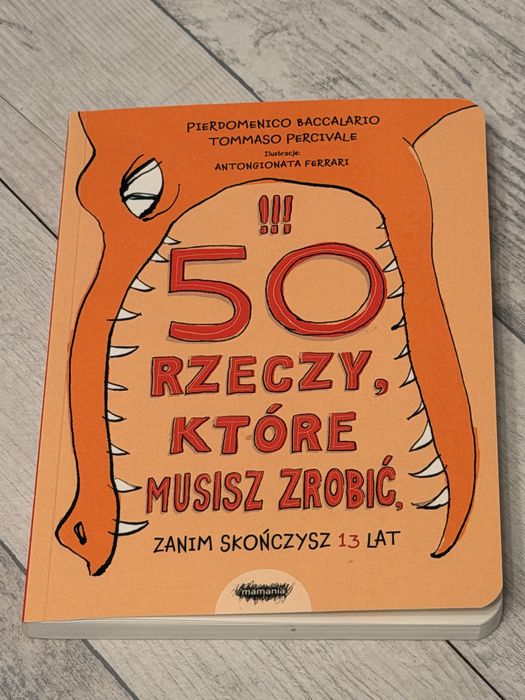 PIERDOMENICO BACCALARIO
TOMMASO PERCIVALE
Ilustracje:
ANTONGIONATA FERRARI
!!!
50
RZECZY,
KTÓRE
MUSISZ ZROBIĆ,
ZANIM SKOŃCZYSZ 13 LAT
mamania